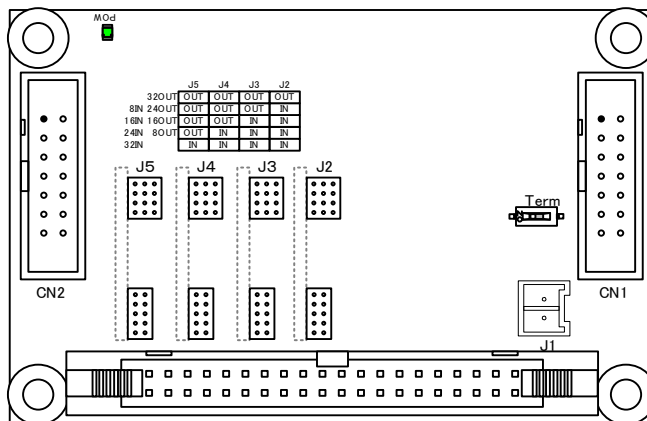 POW
J5 J4 J3 J2
32OUT OUT OUT OUT OUT
8IN 24OUT OUT OUT OUT IN
16IN 16OUT OUT OUT IN IN
24IN 8OUT OUT IN IN IN
32IN IN IN IN IN
J5 J4 J3 J2
Term
CN2
CN1
J1